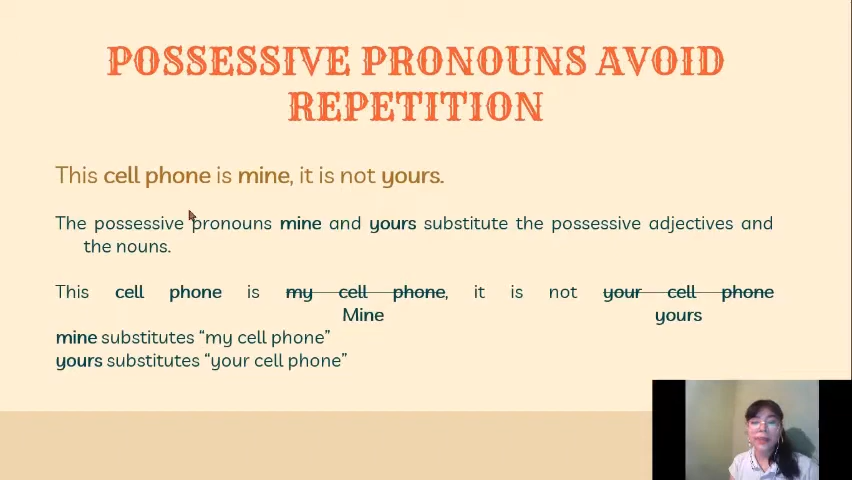 POSSESSIVE PRONOUNS AVOID
REPETITION
This cell phone is mine, it is not yours.
The possessive pronouns mine and yours substitute the possessive adjectives and
the nouns.
This cell phone is my cell phone, it is not your cell phone
Mine yours
mine substitutes “my cell phone”
yours substitutes “your cell phone”